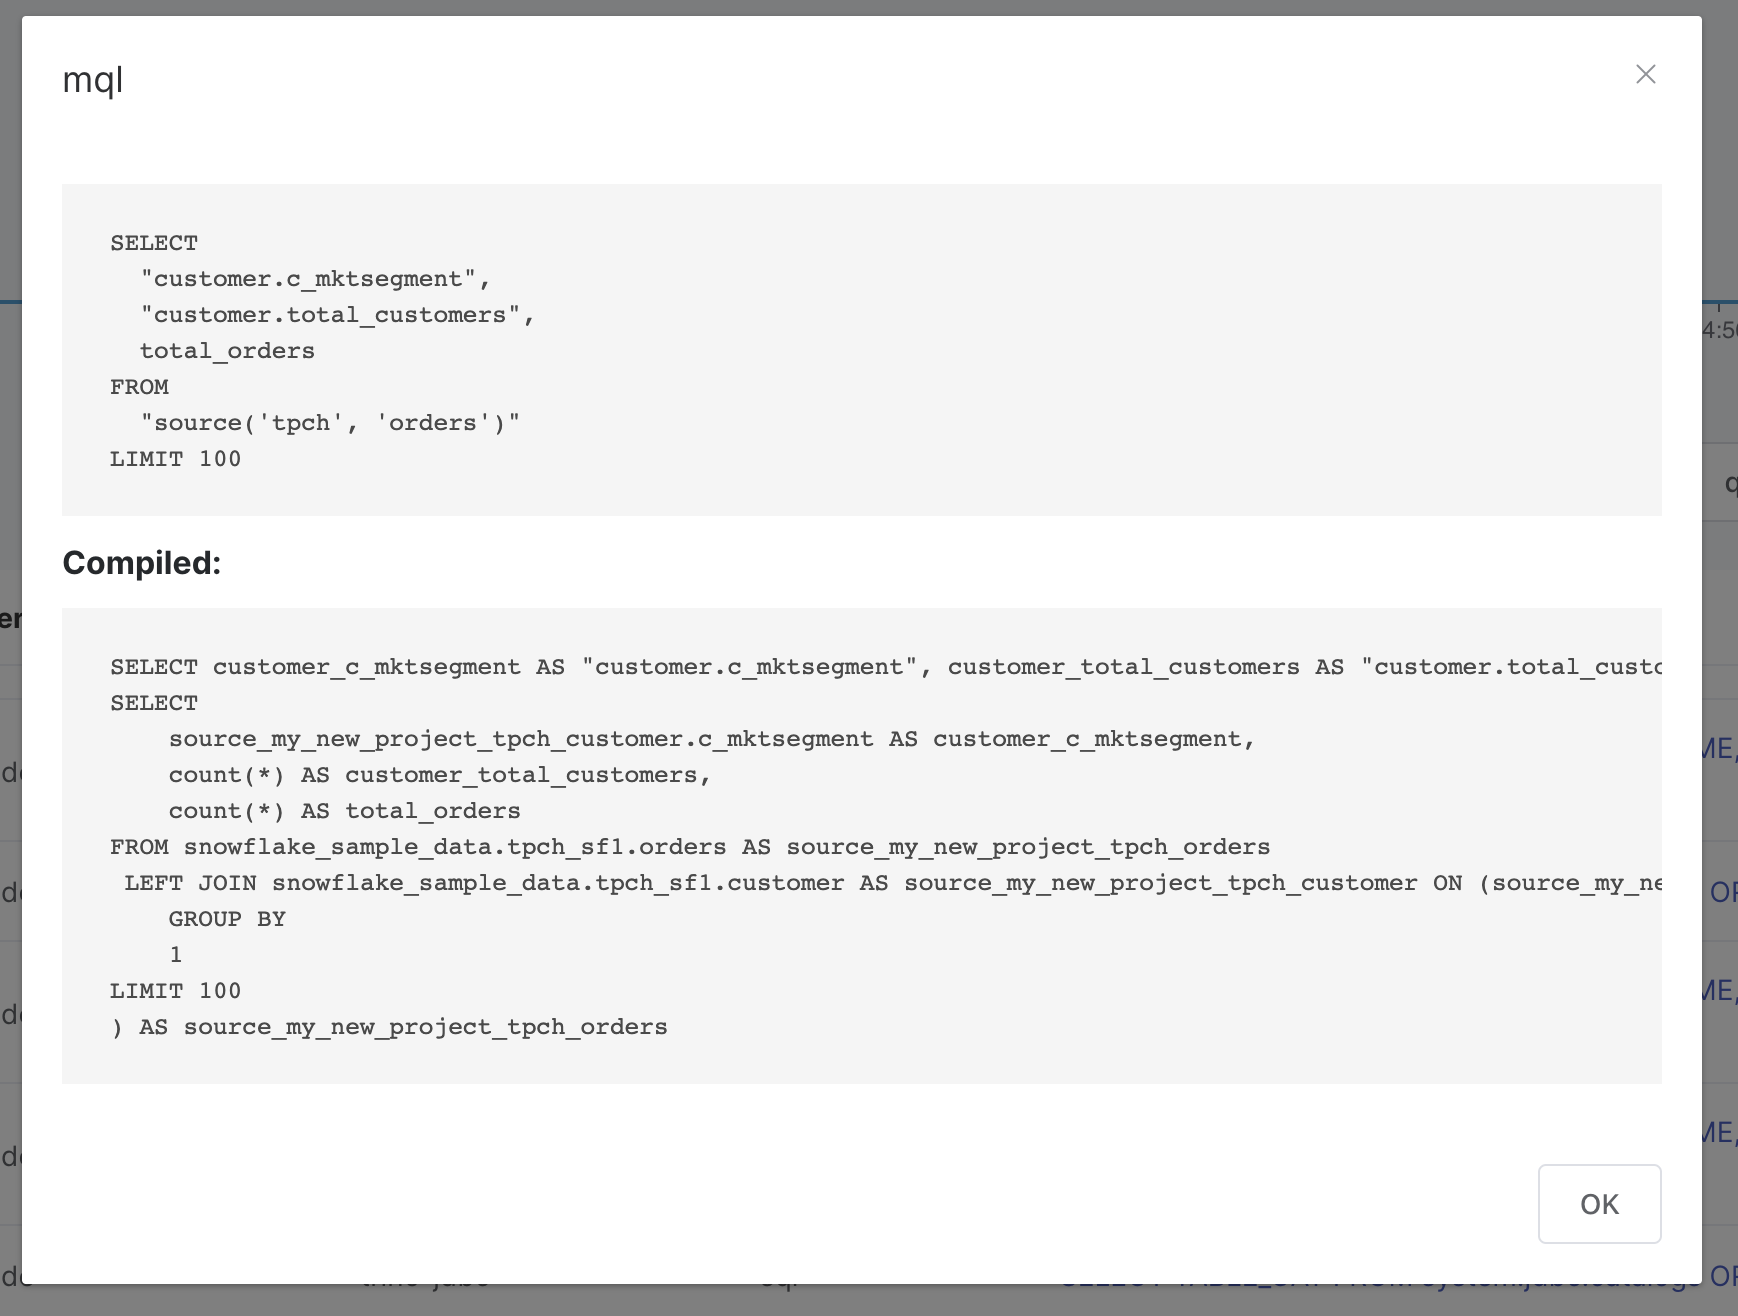 mql
SELECT
"customer.c_mktsegment",
"customer.total_customers",
total_orders
FROM
"source('tpch', 'orders')"
LIMIT 100
Compiled:
SELECT customer_c_mktsegment AS "customer.c_mktsegment", customer_total_customers AS "customer.total_custo
SELECT
source_my_new_project_tpch_customer.c_mktsegment AS customer_c_mktsegment,
count(*) AS customer_total_customers,
count(*) AS total_orders
FROM snowflake_sample_data.tpch_sf1.orders AS source_my_new_project_tpch_orders
LEFT JOIN snowflake_sample_data.tpch_sf1.customer AS source_my_new_project_tpch_customer ON (source_my_ne
GROUP BY
1
LIMIT 100
) AS source_my_new_project_tpch_orders
OK